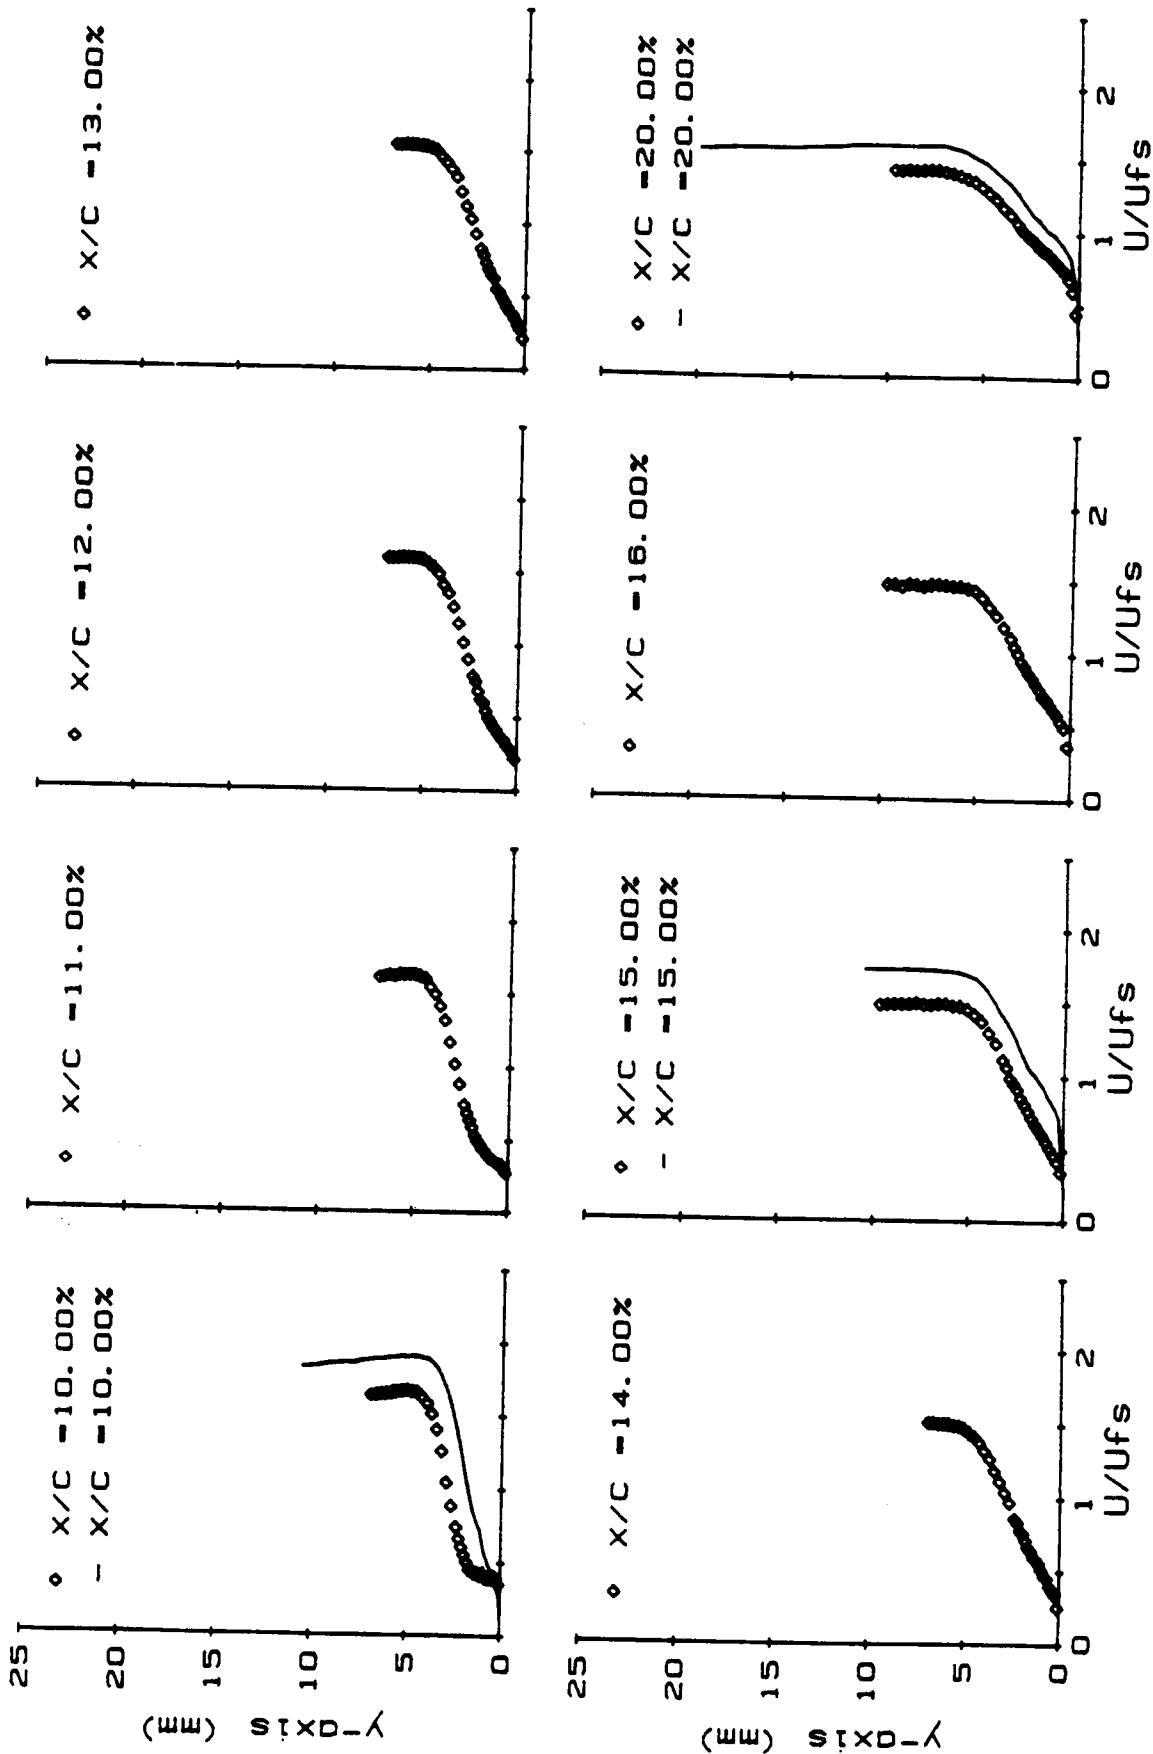 ◇ X/C =10.00%
— X/C =10.00%
◇ X/C =11.00%
◇ X/C =12.00%
◇ X/C =13.00%
25
20
15
10
5
0
y-axis (mm)
◇ X/C =14.00%
◇ X/C =15.00%
— X/C =15.00%
◇ X/C =16.00%
◇ X/C =20.00%
— X/C =20.00%
25
20
15
10
5
0
y-axis (mm)
0 1 2
U/Ufs
0 1 2
U/Ufs
0 1 2
U/Ufs
0 1 2
U/Ufs